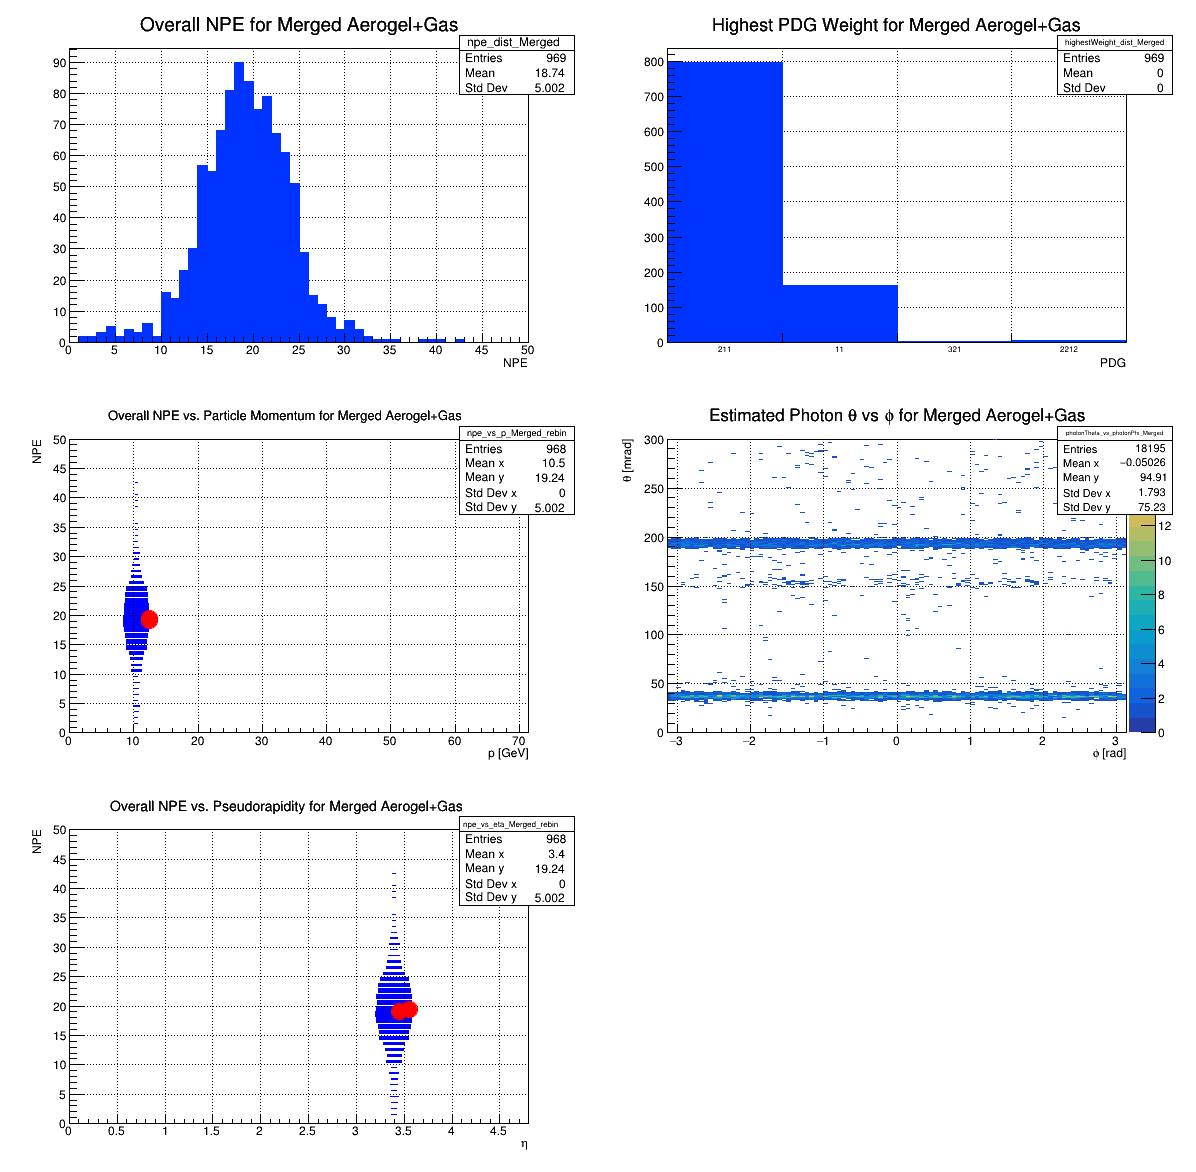 Overall NPE for Merged Aerogel+Gas
npe_dist_Merged
Entries 969
Mean 18.74
Std Dev 5.002
90
80
70
60
50
40
30
20
10
0
0 5 10 15 20 25 30 35 40 45 50
NPE
Highest PDG Weight for Merged Aerogel+Gas
highestWeight_dist_Merged
Entries 969
Mean 0
Std Dev 0
800
700
600
500
400
300
200
100
0
211 11 321 2212
PDG
Overall NPE vs. Particle Momentum for Merged Aerogel+Gas
npe_vs_p_Merged_rebin
Entries 968
Mean x 10.5
Mean y 19.24
Std Dev x 0
Std Dev y 5.002
NPE
50
45
40
35
30
25
20
15
10
5
0
0 10 20 30 40 50 60 70
p [GeV]
Estimated Photon θ vs ϕ for Merged Aerogel+Gas
photonTheta_vs_photonPhi_Merged
Entries 18195
Mean x −0.05026
Mean y 94.91
Std Dev x 1.793
Std Dev y 75.23
θ [mrad]
300
250
200
150
100
50
0
−3 −2 −1 0 1 2 3
ϕ [rad]
12
10
8
6
4
2
0
Overall NPE vs. Pseudorapidity for Merged Aerogel+Gas
npe_vs_eta_Merged_rebin
Entries 968
Mean x 3.4
Mean y 19.24
Std Dev x 0
Std Dev y 5.002
NPE
50
45
40
35
30
25
20
15
10
5
0
0 0.5 1 1.5 2 2.5 3 3.5 4 4.5
η